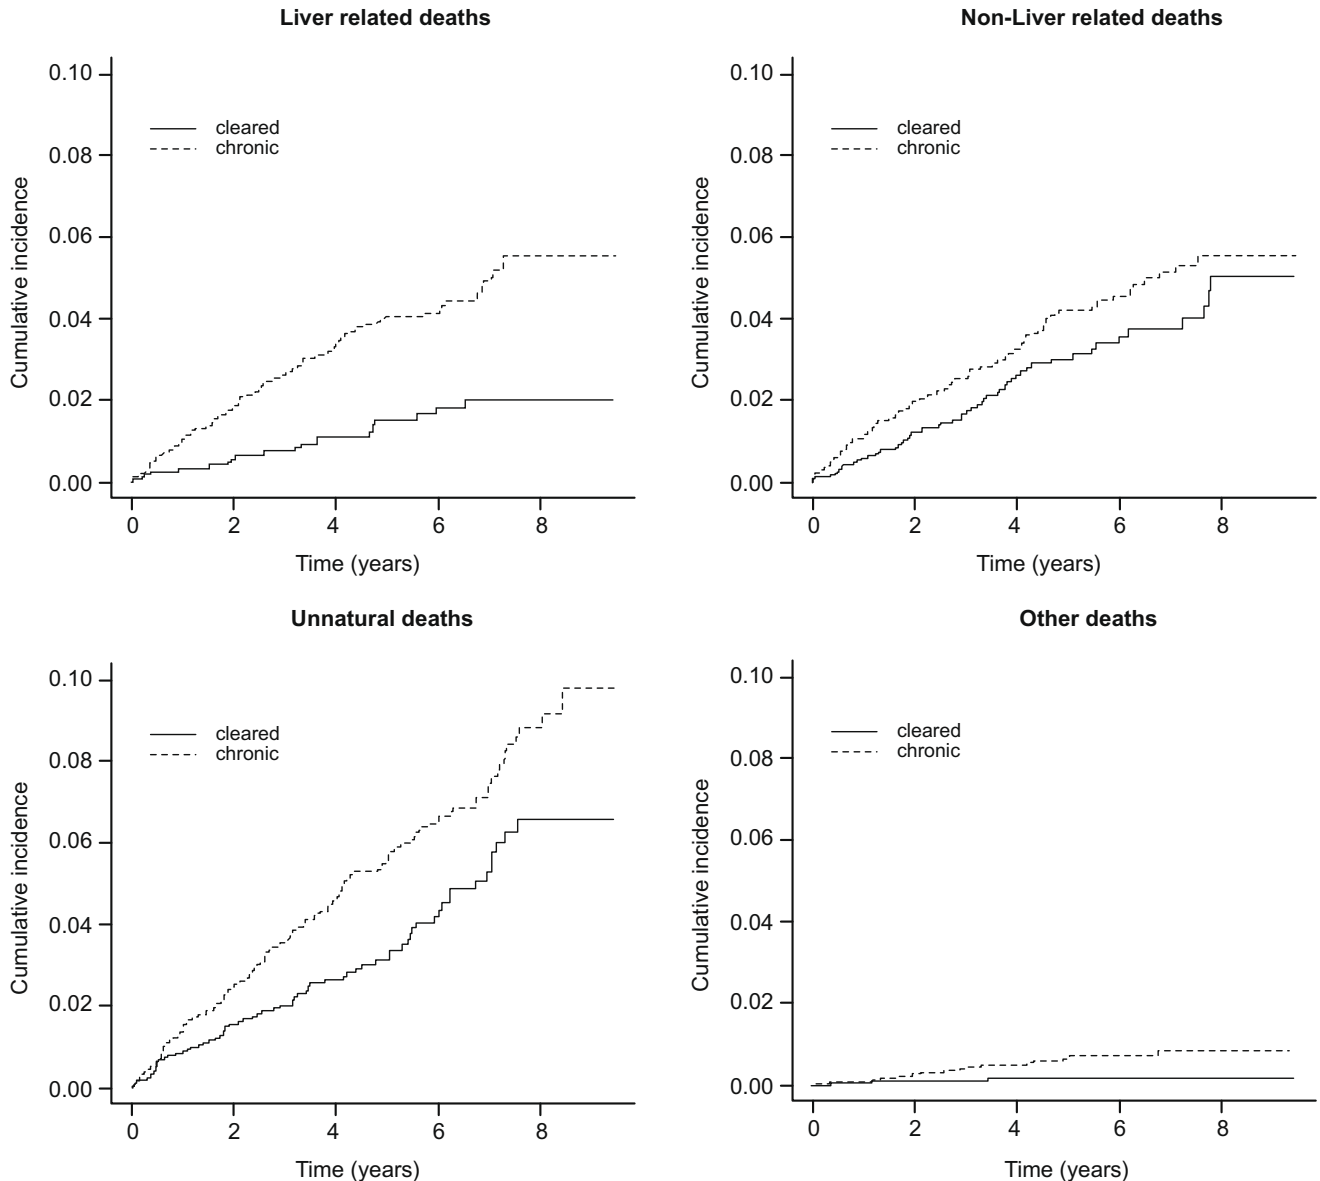 Liver related deaths
0.10
0.08
0.06
0.04
0.02
0.00
Cumulative incidence
cleared
chronic
0 2 4 6 8
Time (years)
Non-Liver related deaths
0.10
0.08
0.06
0.04
0.02
0.00
Cumulative incidence
cleared
chronic
0 2 4 6 8
Time (years)
Unnatural deaths
0.10
0.08
0.06
0.04
0.02
0.00
Cumulative incidence
cleared
chronic
0 2 4 6 8
Time (years)
Other deaths
0.10
0.08
0.06
0.04
0.02
0.00
Cumulative incidence
cleared
chronic
0 2 4 6 8
Time (years)